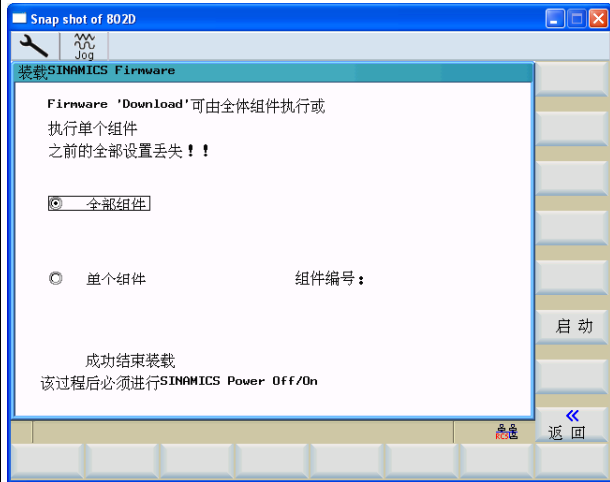 Snap shot of 802D
Jog
装载SINAMICS Firmware
Firmware 'Download'可由全体组件执行或
执行单个组件
之前的全部设置丢失！！
全部组件
单个组件 组件编号：
启动
成功结束装载
该过程后必须进行SINAMICS Power Off/On
RCS
«
返回